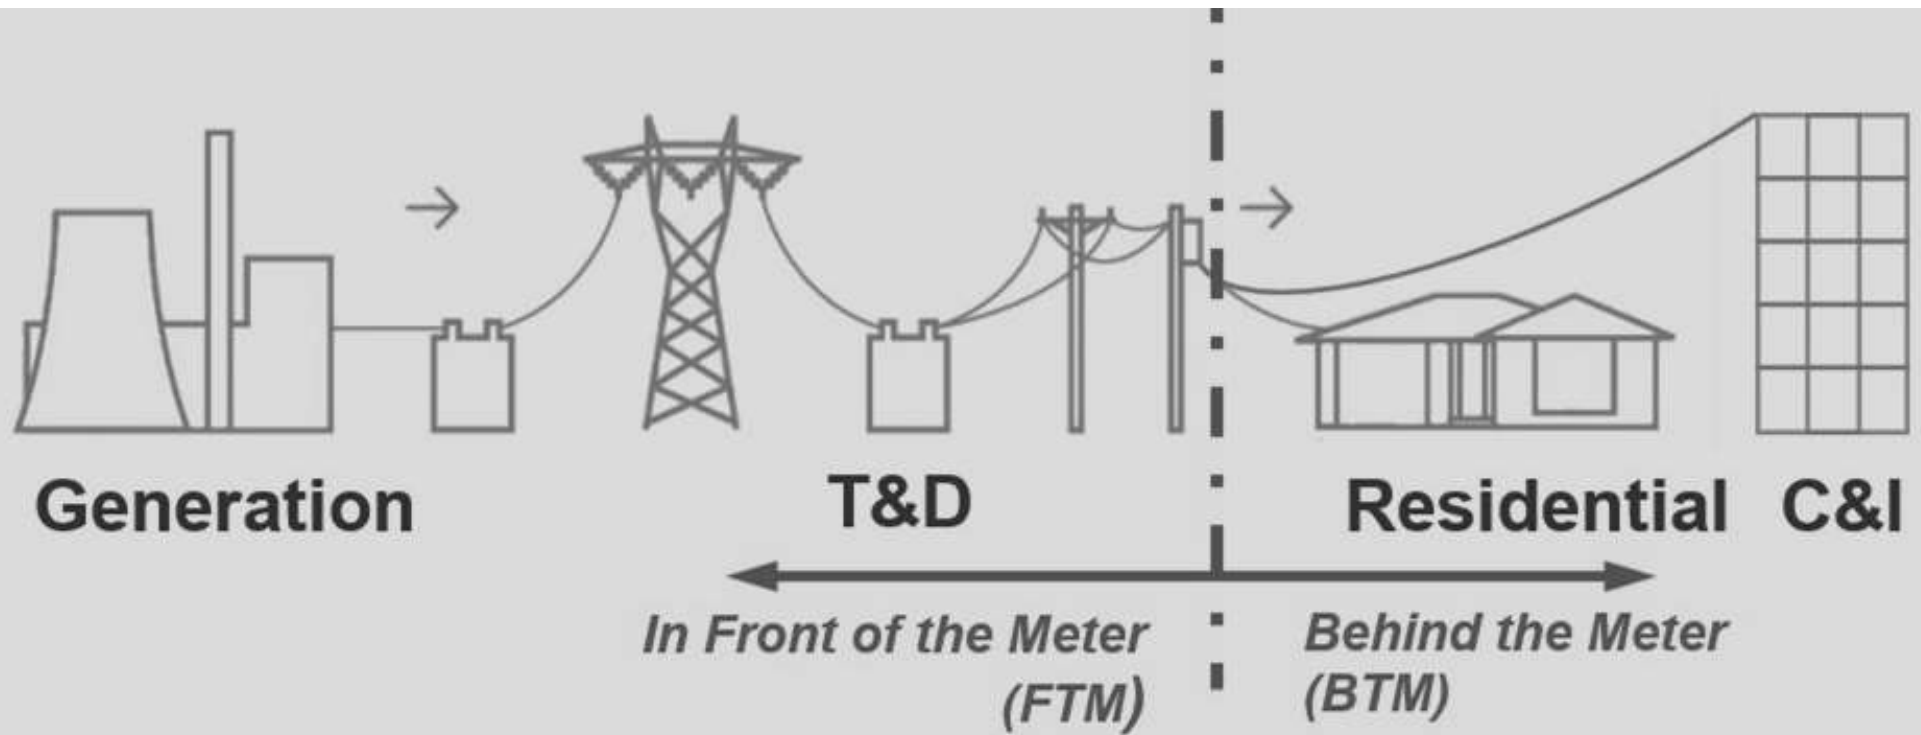 Generation
T&D
Residential
C&I
In Front of the Meter
(FTM)
Behind the Meter
(BTM)